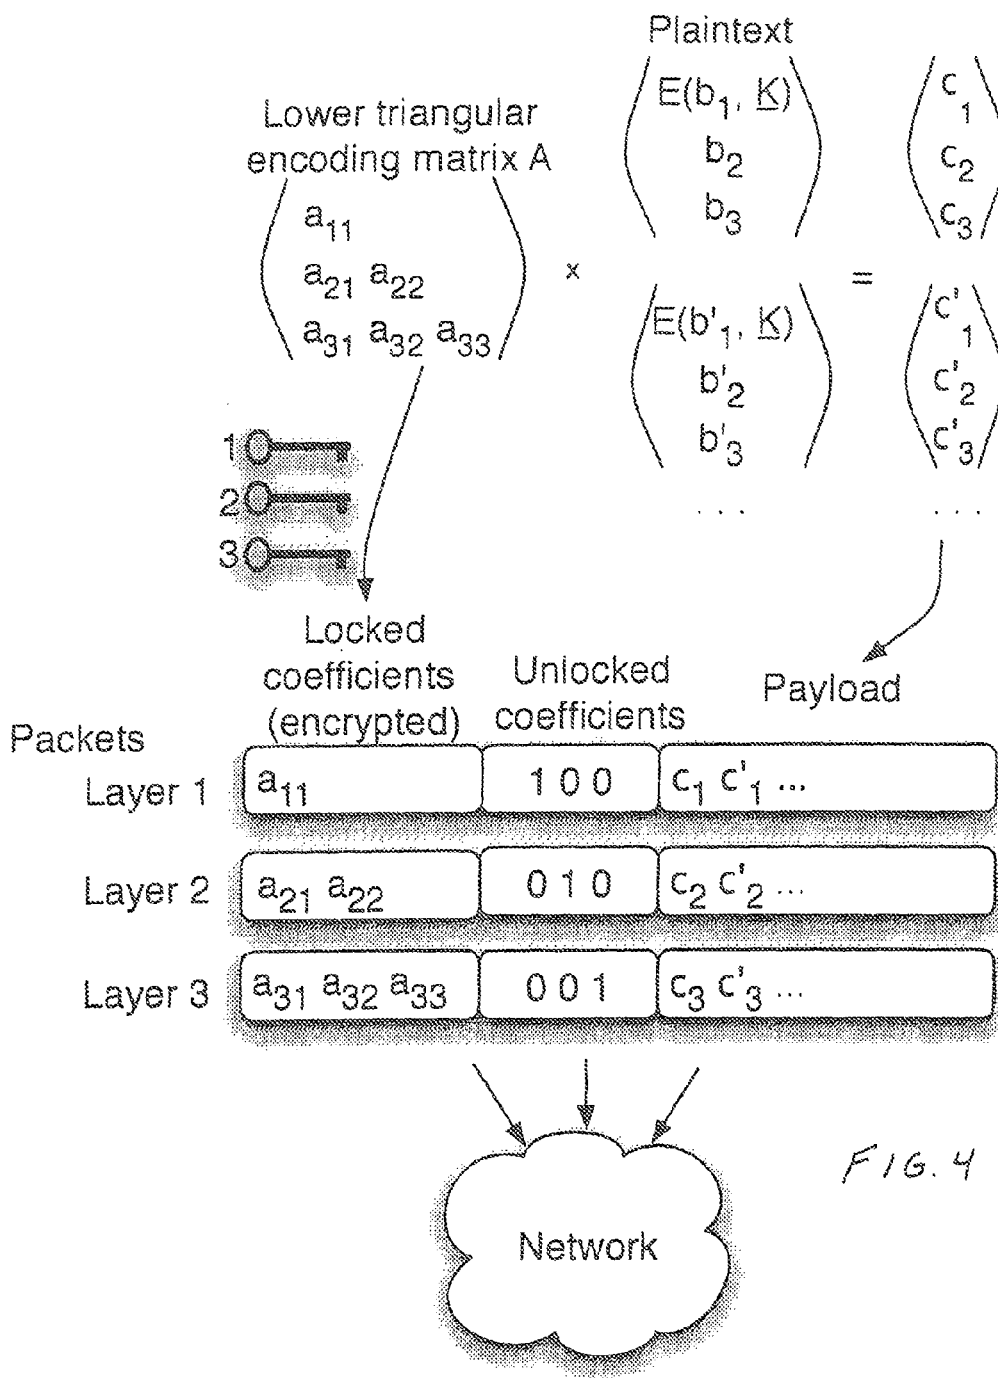 Plaintext
E(b1, K)
b2
b3
c1
c2
c3
Lower triangular
encoding matrix A
a11
a21 a22
a31 a32 a33
x
=
E(b'1, K)
b'2
b'3
. . .
c'1
c'2
c'3
. . .
1
2
3
Locked
coefficients
(encrypted)
Unlocked
coefficients
Payload
Packets
Layer 1 a11 1 0 0 c1 c'1 ...
Layer 2 a21 a22 0 1 0 c2 c'2 ...
Layer 3 a31 a32 a33 0 0 1 c3 c'3 ...
Network
FIG. 4